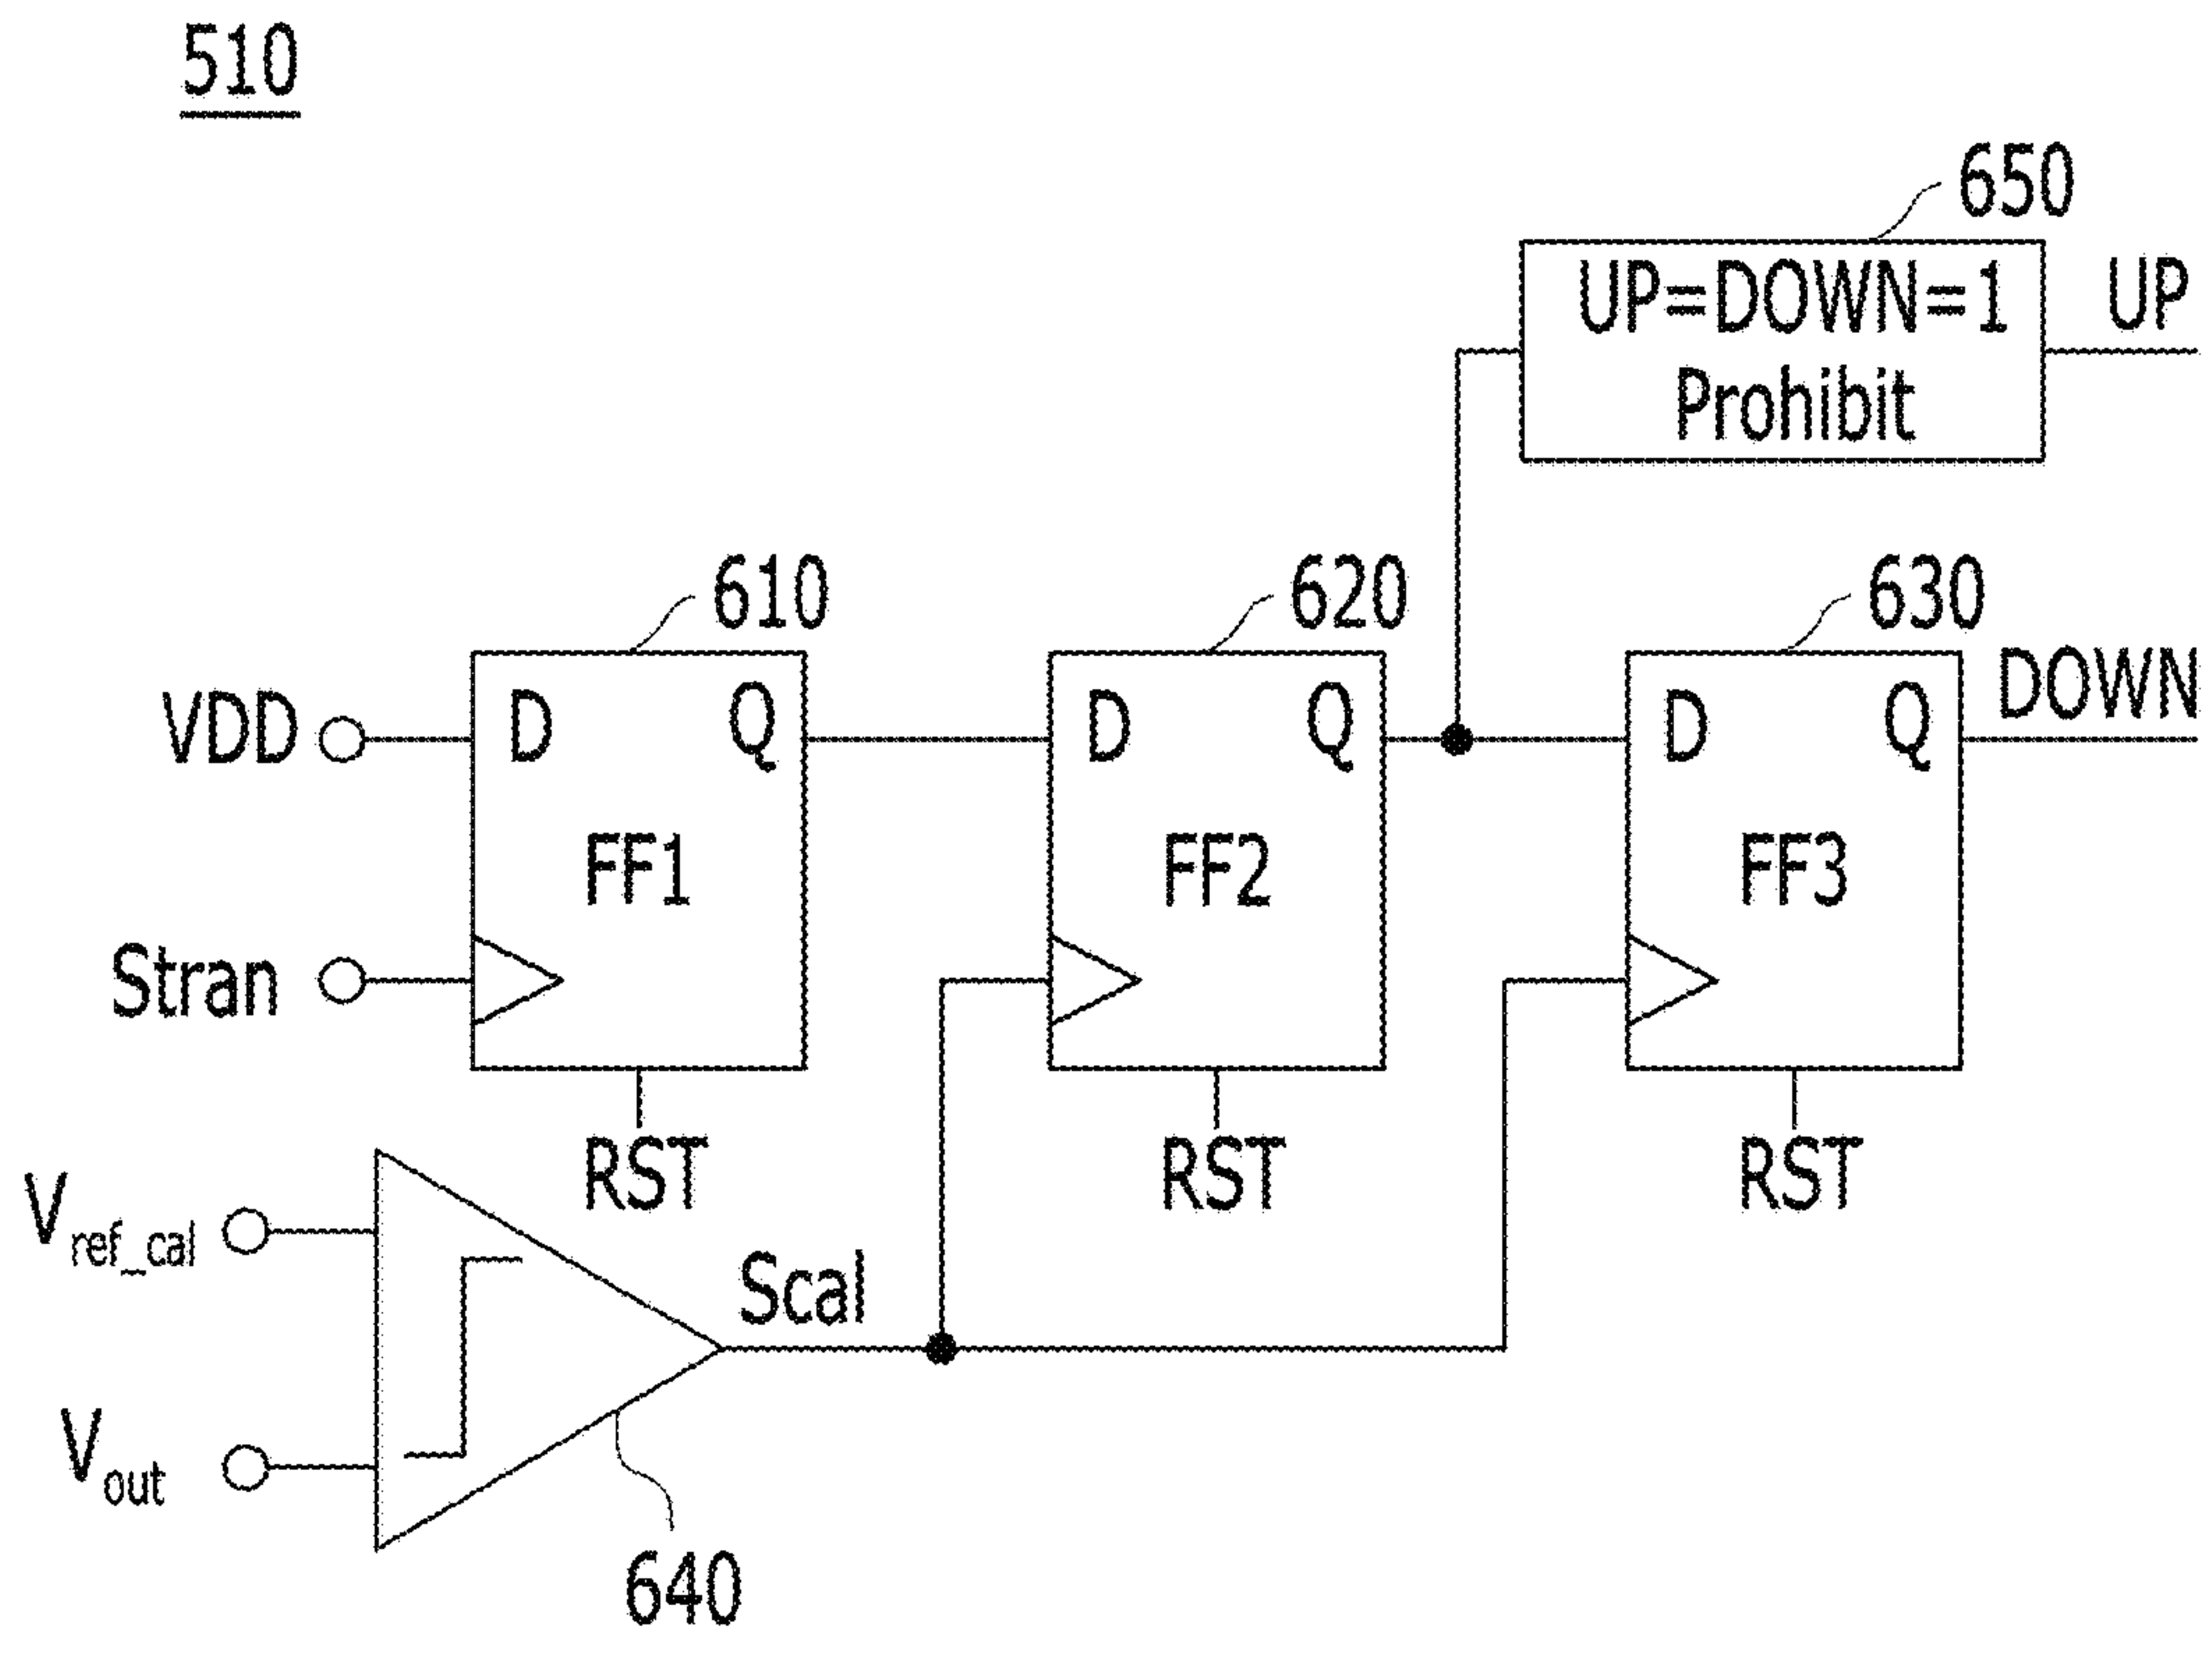 510
650
UP=DOWN=1
Prohibit
UP
610
620
630
VDD
D
Q
D
Q
D
Q
DOWN
FF1
FF2
FF3
Stran
RST
RST
RST
Vref_cal
Scal
Vout
640